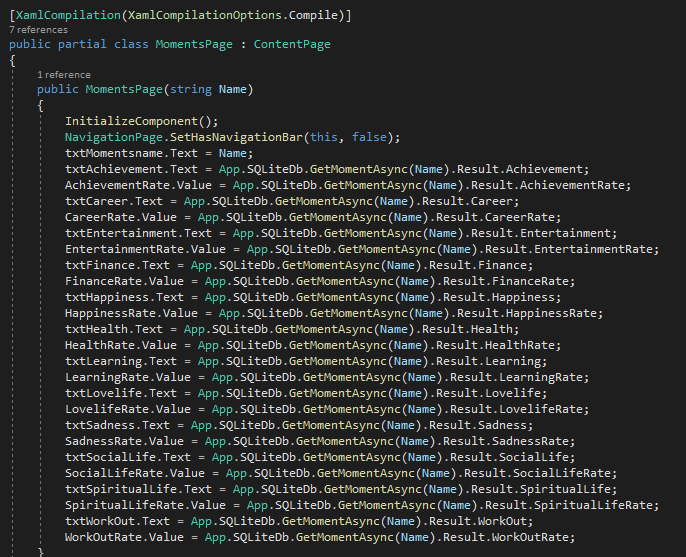 [XamlCompilation(XamlCompilationOptions.Compile)]
7 references
public partial class MomentsPage : ContentPage
{
1 reference
public MomentsPage(string Name)
{
InitializeComponent();
NavigationPage.SetHasNavigationBar(this, false);
txtMomentsname.Text = Name;
txtAchievement.Text = App.SQLiteDb.GetMomentAsync(Name).Result.Achievement;
AchievementRate.Value = App.SQLiteDb.GetMomentAsync(Name).Result.AchievementRate;
txtCareer.Text = App.SQLiteDb.GetMomentAsync(Name).Result.Career;
CareerRate.Value = App.SQLiteDb.GetMomentAsync(Name).Result.CareerRate;
txtEntertainment.Text = App.SQLiteDb.GetMomentAsync(Name).Result.Entertainment;
EntertainmentRate.Value = App.SQLiteDb.GetMomentAsync(Name).Result.EntertainmentRate;
txtFinance.Text = App.SQLiteDb.GetMomentAsync(Name).Result.Finance;
FinanceRate.Value = App.SQLiteDb.GetMomentAsync(Name).Result.FinanceRate;
txtHappiness.Text = App.SQLiteDb.GetMomentAsync(Name).Result.Happiness;
HappinessRate.Value = App.SQLiteDb.GetMomentAsync(Name).Result.HappinessRate;
txtHealth.Text = App.SQLiteDb.GetMomentAsync(Name).Result.Health;
HealthRate.Value = App.SQLiteDb.GetMomentAsync(Name).Result.HealthRate;
txtLearning.Text = App.SQLiteDb.GetMomentAsync(Name).Result.Learning;
LearningRate.Value = App.SQLiteDb.GetMomentAsync(Name).Result.LearningRate;
txtLovelife.Text = App.SQLiteDb.GetMomentAsync(Name).Result.Lovelife;
LovelifeRate.Value = App.SQLiteDb.GetMomentAsync(Name).Result.LovelifeRate;
txtSadness.Text = App.SQLiteDb.GetMomentAsync(Name).Result.Sadness;
SadnessRate.Value = App.SQLiteDb.GetMomentAsync(Name).Result.SadnessRate;
txtSocialLife.Text = App.SQLiteDb.GetMomentAsync(Name).Result.SocialLife;
SocialLifeRate.Value = App.SQLiteDb.GetMomentAsync(Name).Result.SocialLifeRate;
txtSpiritualLife.Text = App.SQLiteDb.GetMomentAsync(Name).Result.SpiritualLife;
SpiritualLifeRate.Value = App.SQLiteDb.GetMomentAsync(Name).Result.SpiritualLifeRate;
txtWorkOut.Text = App.SQLiteDb.GetMomentAsync(Name).Result.WorkOut;
WorkOutRate.Value = App.SQLiteDb.GetMomentAsync(Name).Result.WorkOutRate;
}